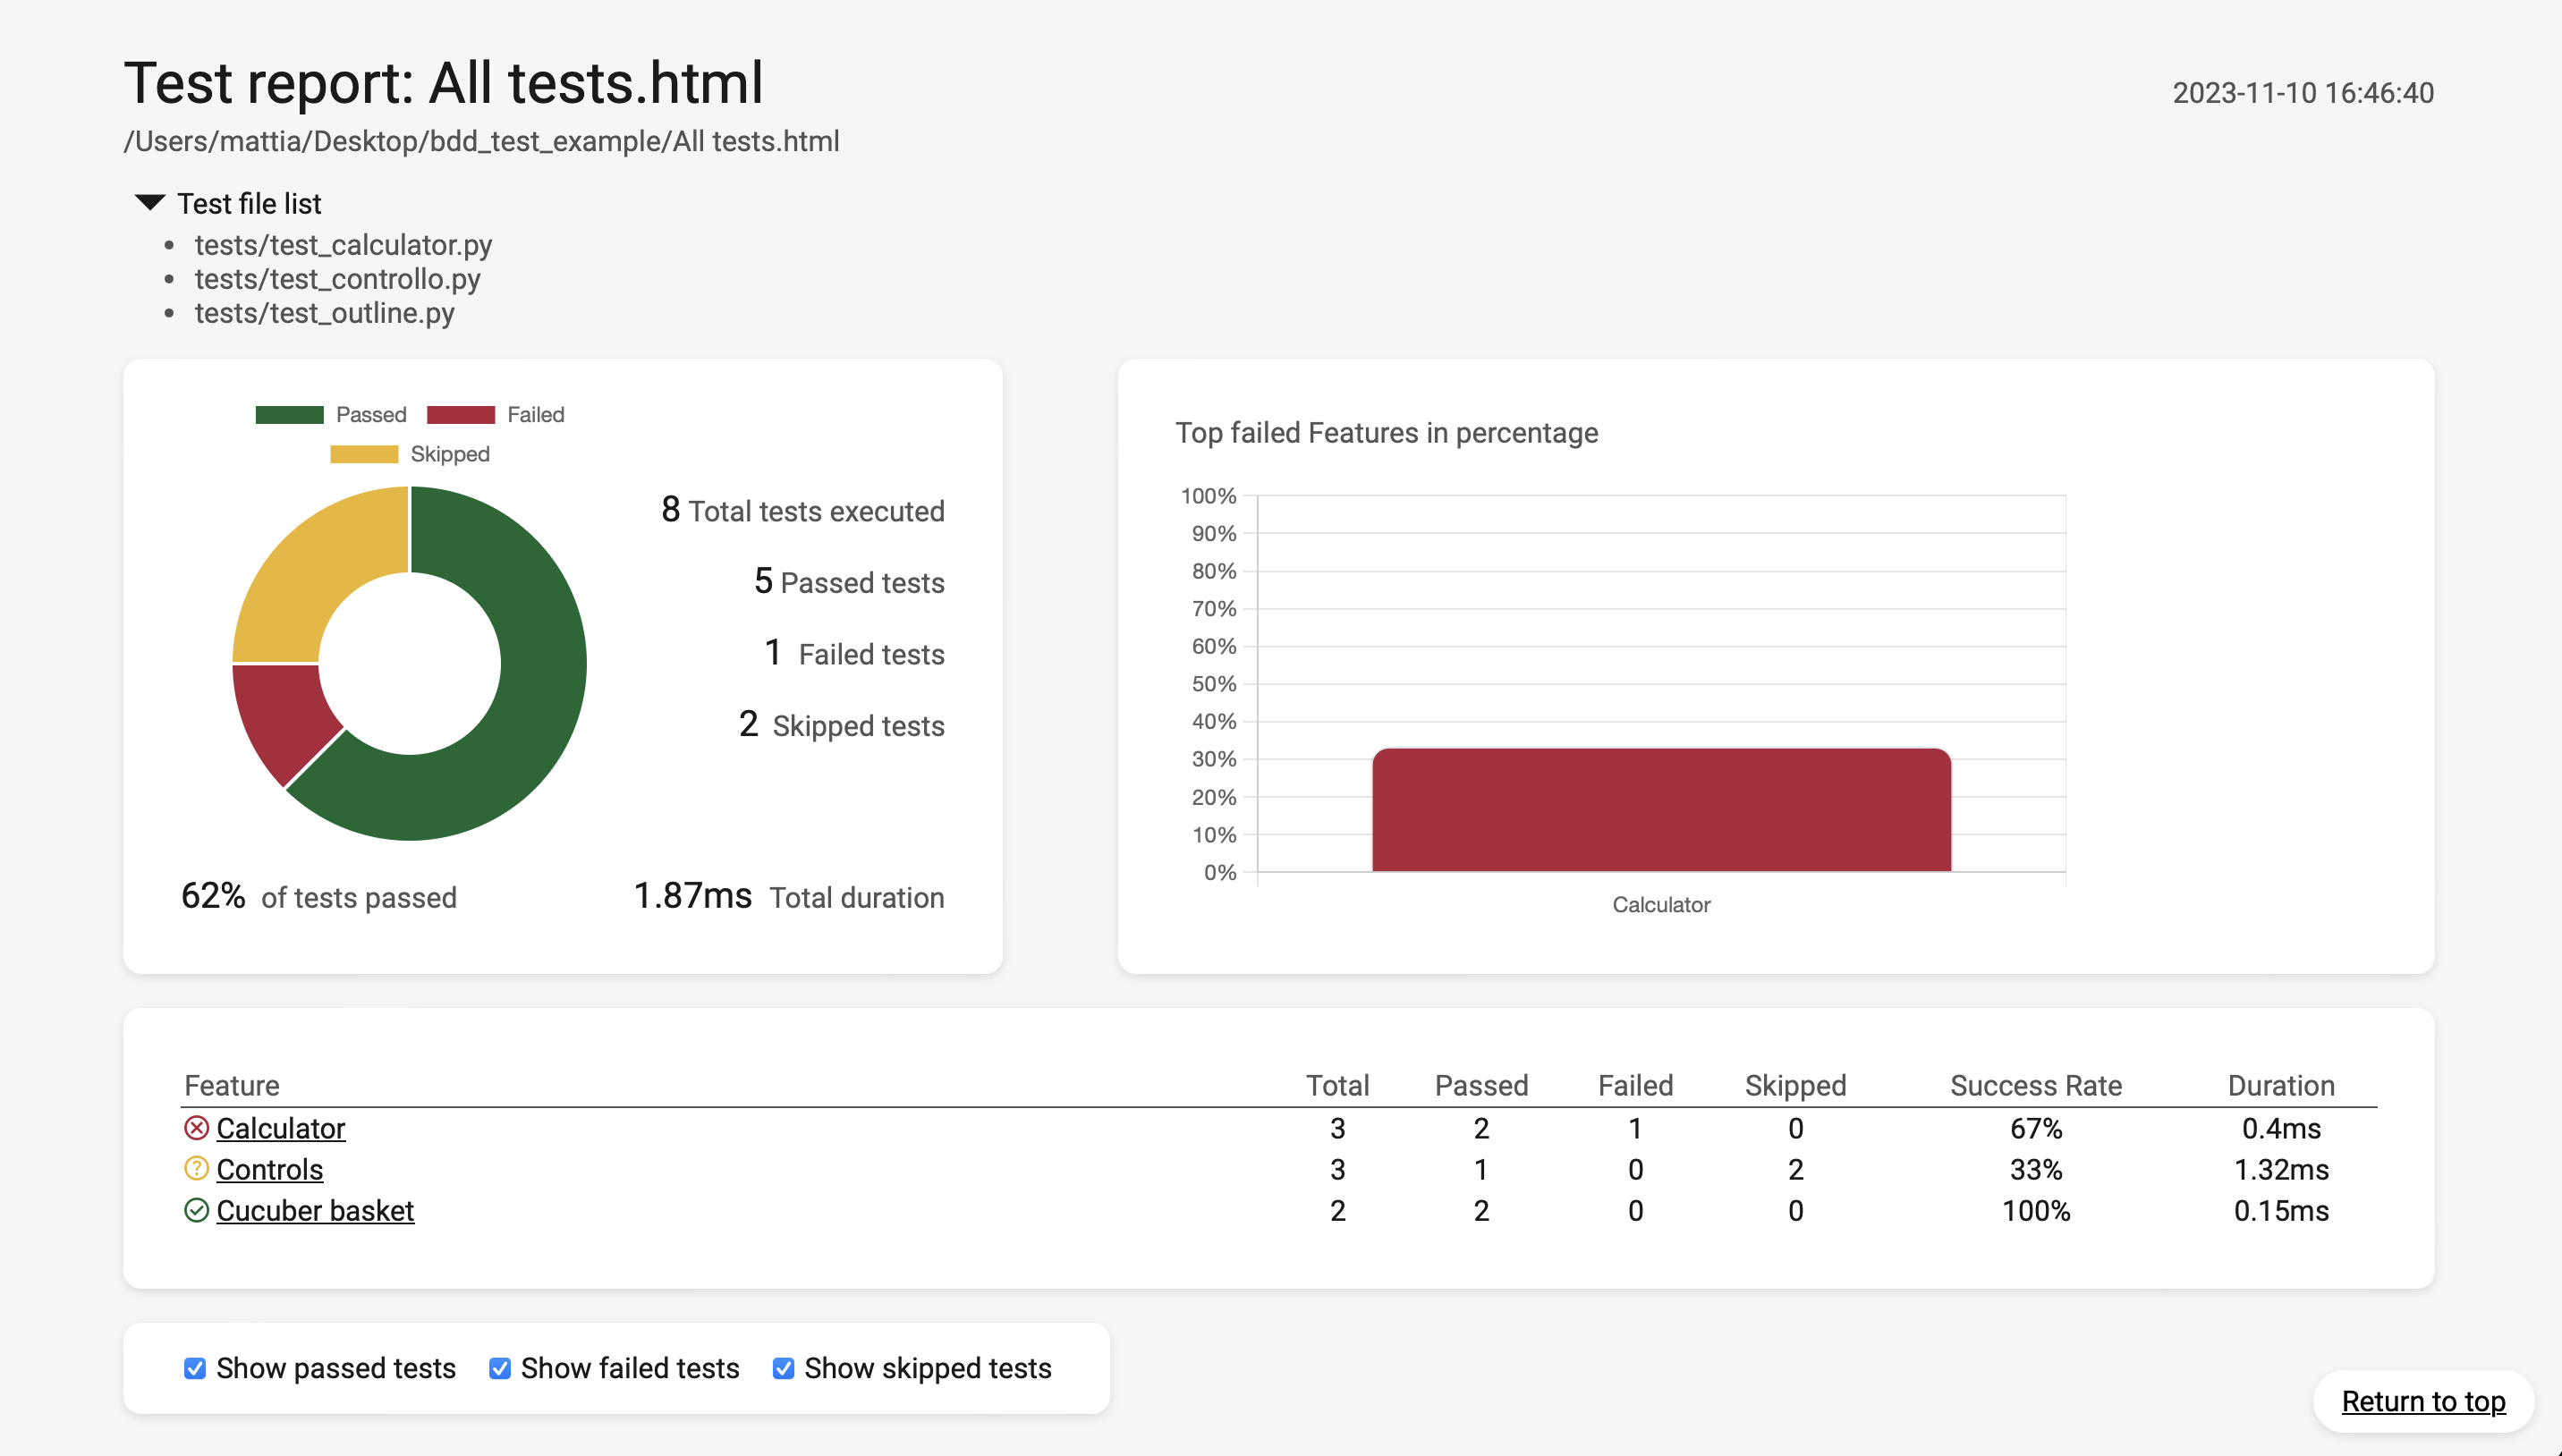 Test report: All tests.html
2023-11-10 16:46:40
/Users/mattia/Desktop/bdd_test_example/All tests.html
Test file list
tests/test_calculator.py
tests/test_controllo.py
tests/test_outline.py
Passed Failed
Skipped
8 Total tests executed
5 Passed tests
1 Failed tests
2 Skipped tests
62% of tests passed
1.87ms Total duration
Top failed Features in percentage
100%
90%
80%
70%
60%
50%
40%
30%
20%
10%
0%
Calculator
Feature Total Passed Failed Skipped Success Rate Duration
Calculator 3 2 1 0 67% 0.4ms
Controls 3 1 0 2 33% 1.32ms
Cucuber basket 2 2 0 0 100% 0.15ms
Show passed tests Show failed tests Show skipped tests
Return to top